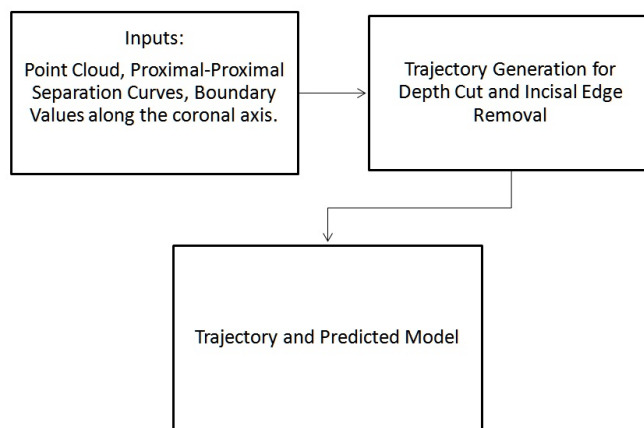 Inputs:
Point Cloud, Proximal-Proximal
Separation Curves, Boundary
Values along the coronal axis.
Trajectory Generation for
Depth Cut and Incisal Edge
Removal
Trajectory and Predicted Model